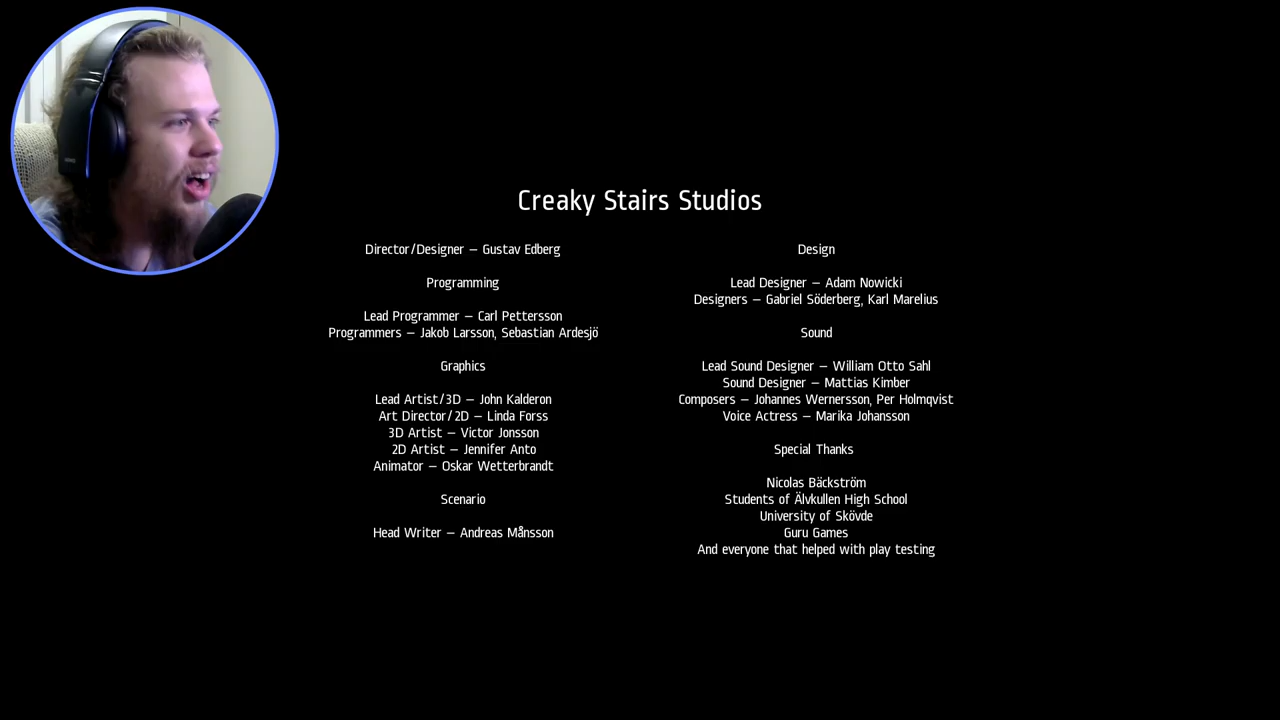 Creaky Stairs Studios
Director/Designer – Gustav Edberg
Programming
Lead Programmer – Carl Pettersson
Programmers – Jakob Larsson, Sebastian Ardesjö
Graphics
Lead Artist/3D – John Kalderon
Art Director/2D – Linda Forss
3D Artist – Victor Jonsson
2D Artist – Jennifer Anto
Animator – Oskar Wetterbrandt
Scenario
Head Writer – Andreas Månsson
Design
Lead Designer – Adam Nowicki
Designers – Gabriel Söderberg, Karl Marelius
Sound
Lead Sound Designer – William Otto Sahl
Sound Designer – Mattias Kimber
Composers – Johannes Wernersson, Per Holmqvist
Voice Actress – Marika Johansson
Special Thanks
Nicolas Bäckström
Students of Älvkullen High School
University of Skövde
Guru Games
And everyone that helped with play testing